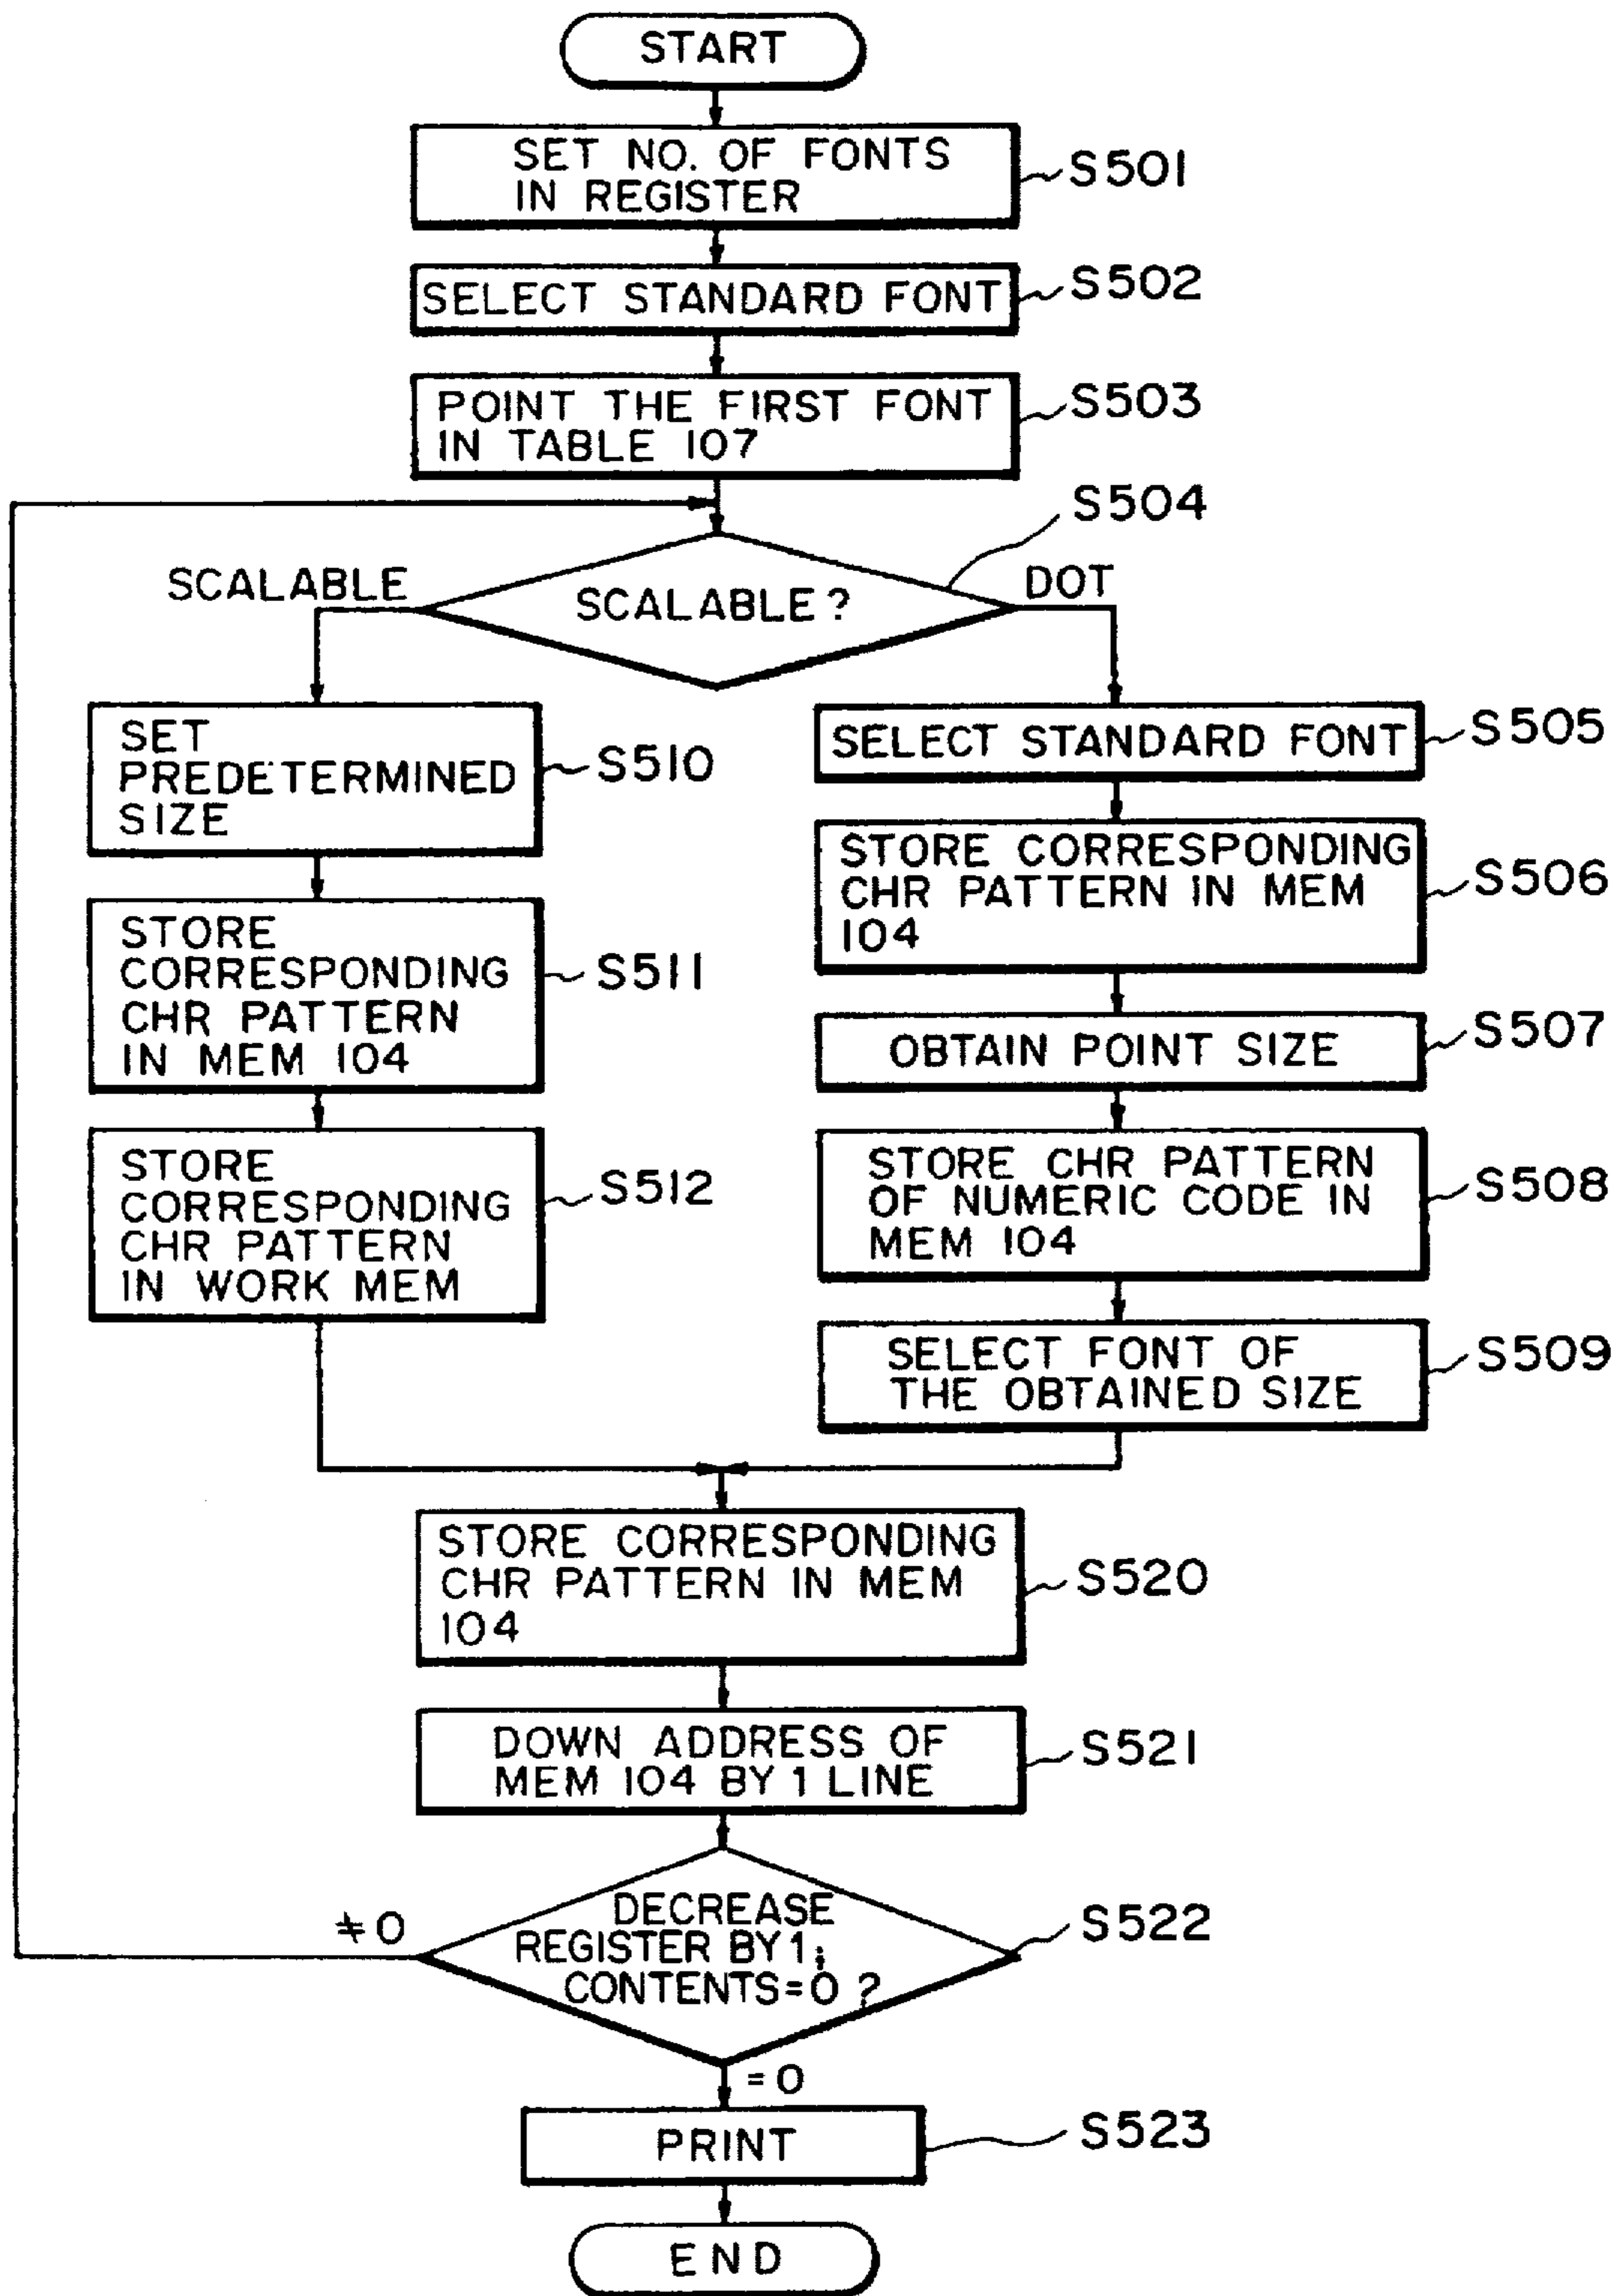 START
SET NO. OF FONTS
IN REGISTER
S501
SELECT STANDARD FONT
S502
POINT THE FIRST FONT
IN TABLE 107
S503
S504
SCALABLE
SCALABLE?
DOT
SET
PREDETERMINED
SIZE
S510
SELECT STANDARD FONT
S505
STORE CORRESPONDING
CHR PATTERN IN MEM
104
S506
STORE
CORRESPONDING
CHR PATTERN
IN MEM 104
S511
OBTAIN POINT SIZE
S507
STORE
CORRESPONDING
CHR PATTERN
IN WORK MEM
S512
STORE CHR PATTERN
OF NUMERIC CODE IN
MEM 104
S508
SELECT FONT OF
THE OBTAINED SIZE
S509
STORE CORRESPONDING
CHR PATTERN IN MEM
104
S520
DOWN ADDRESS OF
MEM 104 BY 1 LINE
S521
≠0
DECREASE
REGISTER BY 1;
CONTENTS=0?
S522
=0
PRINT
S523
END